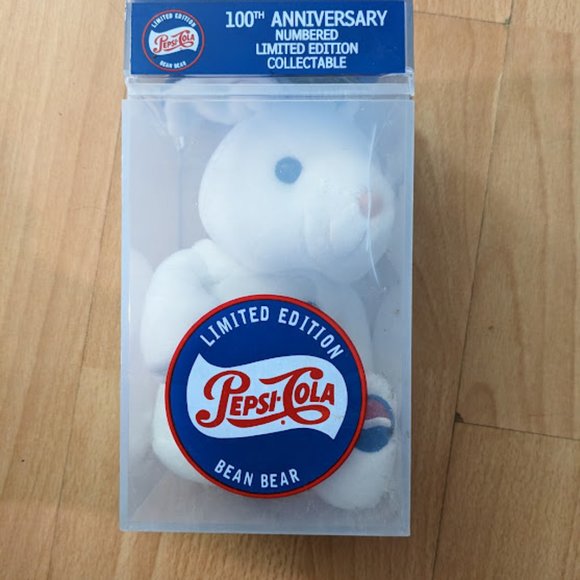 LIMITED EDITION
PEPSI-COLA
BEAN BEAR
100TH ANNIVERSARY
NUMBERED
LIMITED EDITION
COLLECTABLE
LIMITED EDITION
PEPSI-COLA
BEAN BEAR